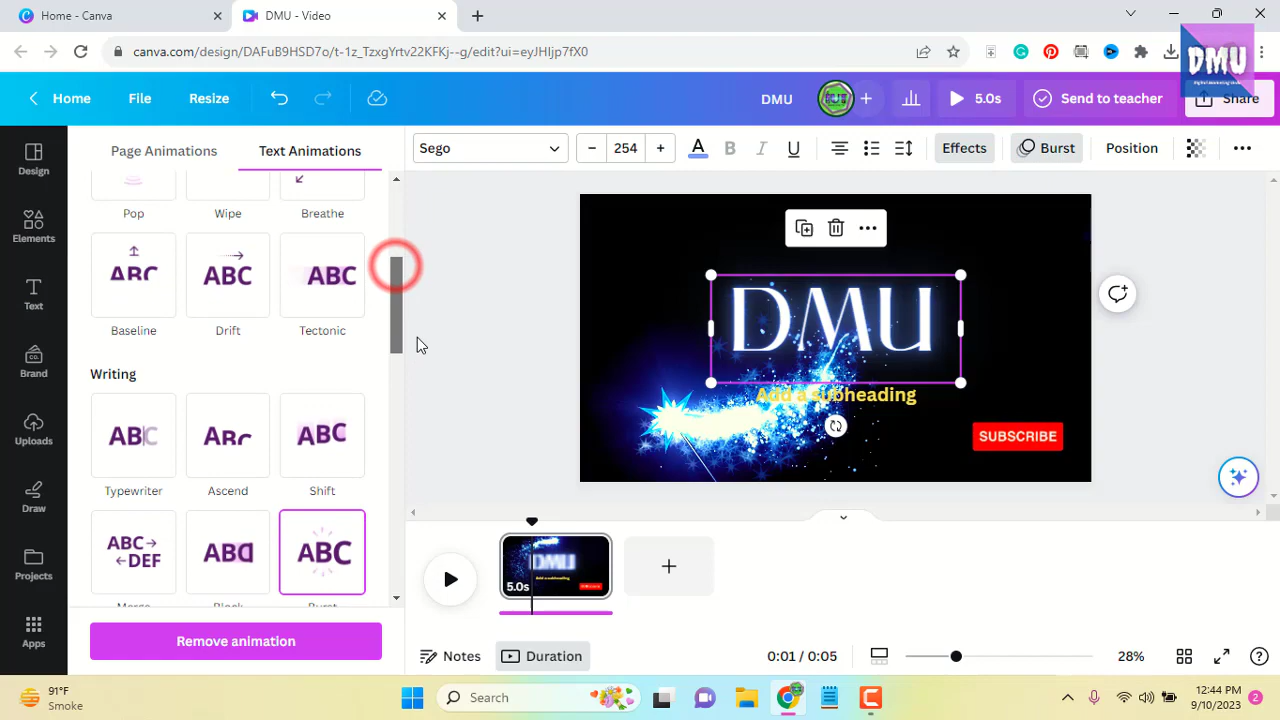 Home - Canva
DMU - Video
canva.com/design/DAFuB9HSD7o/t-1z_TzxgYrtv22KFKj--g/edit?ui=eyJHIjp7fX0
DMU
Home
File
Resize
DMU
5.0s
Send to teacher
Share
Design
Elements
Text
Brand
Uploads
Draw
Projects
Apps
Page Animations
Text Animations
Pop
Wipe
Breathe
ABC
ABC
ABC
Baseline
Drift
Tectonic
Writing
ABC
ABC
ABC
Typewriter
Ascend
Shift
ABC
DEF
ABC
ABC
Merge
Block
Burst
Remove animation
Sego
254
A
B
I
U
Effects
Burst
Position
DMU
Add a subheading
SUBSCRIBE
5.0s
Notes
Duration
0:01 / 0:05
28%
91°F
Smoke
Search
12:44 PM
9/10/2023
2